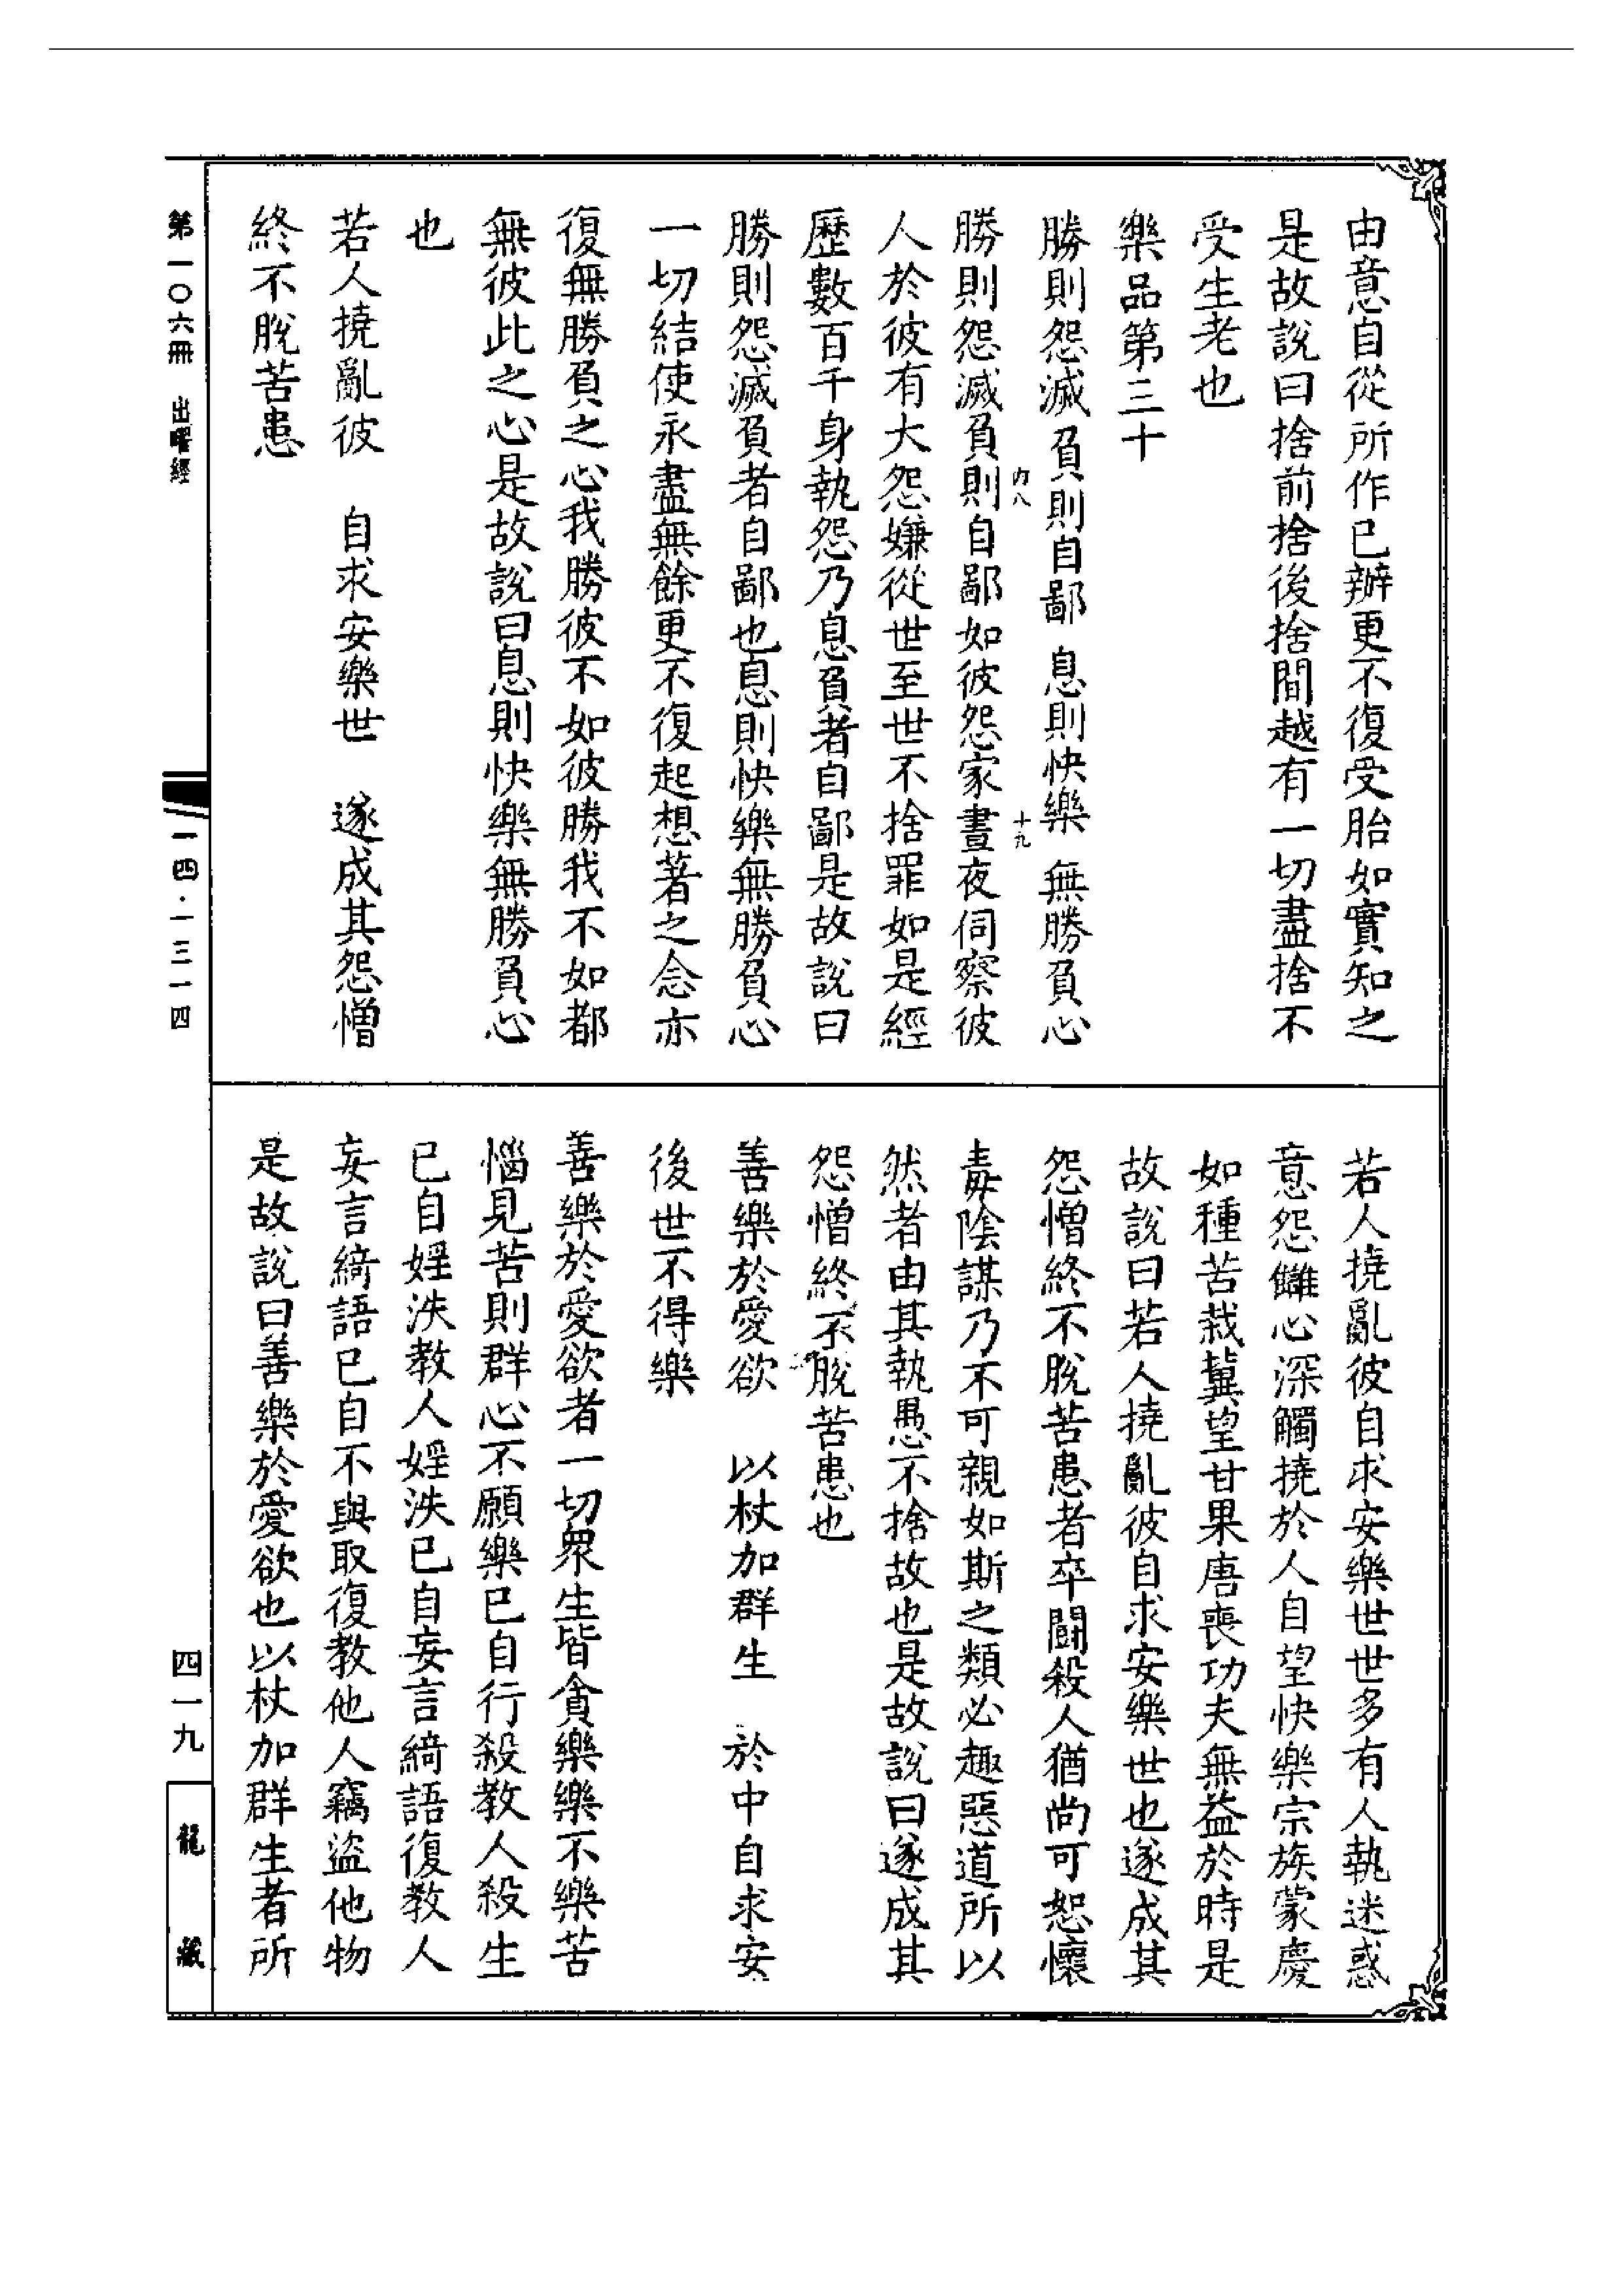 由意自從所作已辦更不復受胎如實知之
是故說曰捨前捨後捨間越有一切盡捨不
受生老也
樂品第三十
勝則怨滅 負則自鄙 息則快樂 無勝負心
內八
十九
勝則怨滅負則自鄙如彼怨家晝夜伺察彼
人於彼有大怨嫌從世至世不捨罪如是經
歷數百千身執怨乃息負者自鄙是故說曰
勝則怨滅負者自鄙也息則快樂無勝負心
一切結使永盡無餘更不復起想著之念亦
復無勝負之心我勝彼不如彼勝我不如都
無彼此之心是故說曰息則快樂無勝負心
也
若人撓亂彼 自求安樂世 遂成其怨憎
終不脫苦患
若人撓亂彼自求安樂世世多有人執迷惑
意怨讎心深觸撓於人自望快樂宗族蒙慶
如種苦栽冀望甘果唐喪功夫無益於時是
故說曰若人撓亂彼自求安樂世也遂成其
怨憎終不脫苦患者卒鬪殺人猶尚可恕懷
毒陰謀乃不可親如斯之類必趣惡道所以
然者由其執愚不捨故也是故說曰遂成其
怨憎終不脫苦患也
善樂於愛欲 以杖加群生 於中自求安
後世不得樂
善樂於愛欲者一切眾生皆貪樂樂不樂苦
惱見苦則群心不願樂已自行殺教人殺生
已自婬泆教人婬泆已自妄言綺語復教人
妄言綺語已自不與取復教他人竊盜他物
是故說曰善樂於愛欲也以杖加群生者所
第一〇六冊 出曜經
一四·一三一四
四一九
龍藏